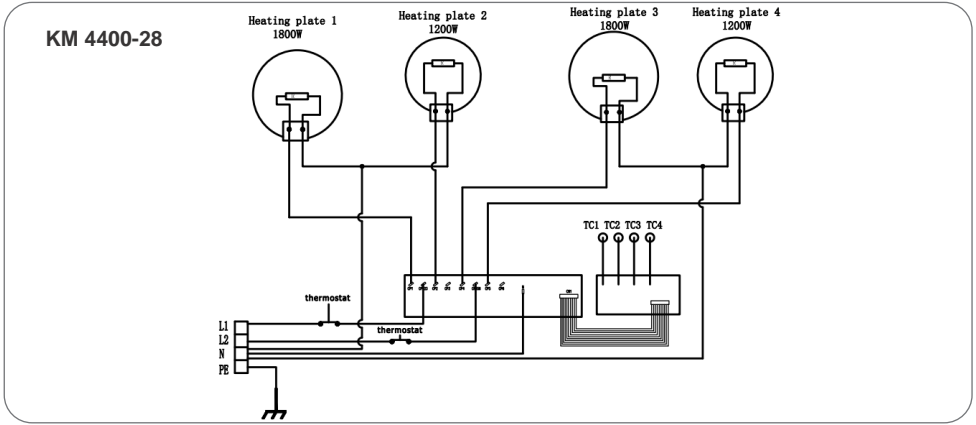 KM 4400-28
Heating plate 1
1800W
Heating plate 2
1200W
Heating plate 3
1800W
Heating plate 4
1200W
TC1 TC2 TC3 TC4
thermostat
thermostat
L1
L2
N
PE